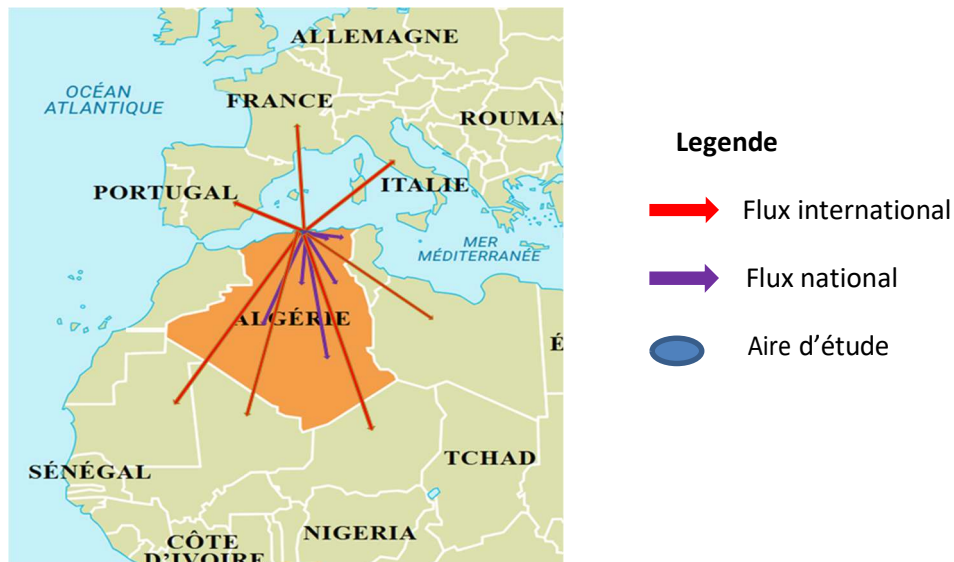 ALLEMAGNE
OCÉAN
ATLANTIQUE
FRANCE
ROUMA
PORTUGAL
ITALIE
MER
MÉDITERRANÉE
ALGÉRIE
É
SÉNÉGAL
TCHAD
NIGERIA
CÔTE
D'IVOIRE
Legende
Flux international
Flux national
Aire d'étude